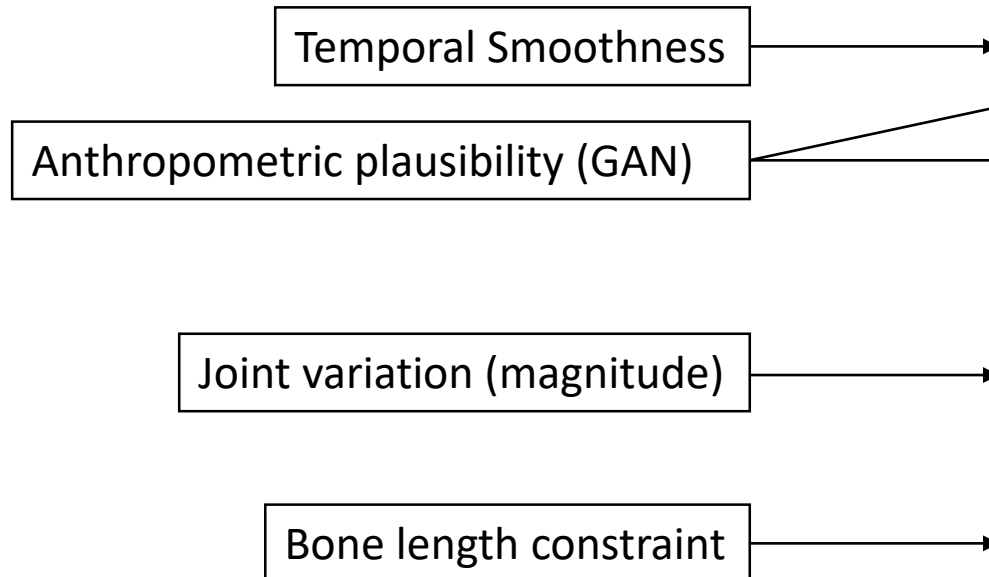 Temporal Smoothness
Anthropometric plausibility (GAN)
Joint variation (magnitude)
Bone length constraint